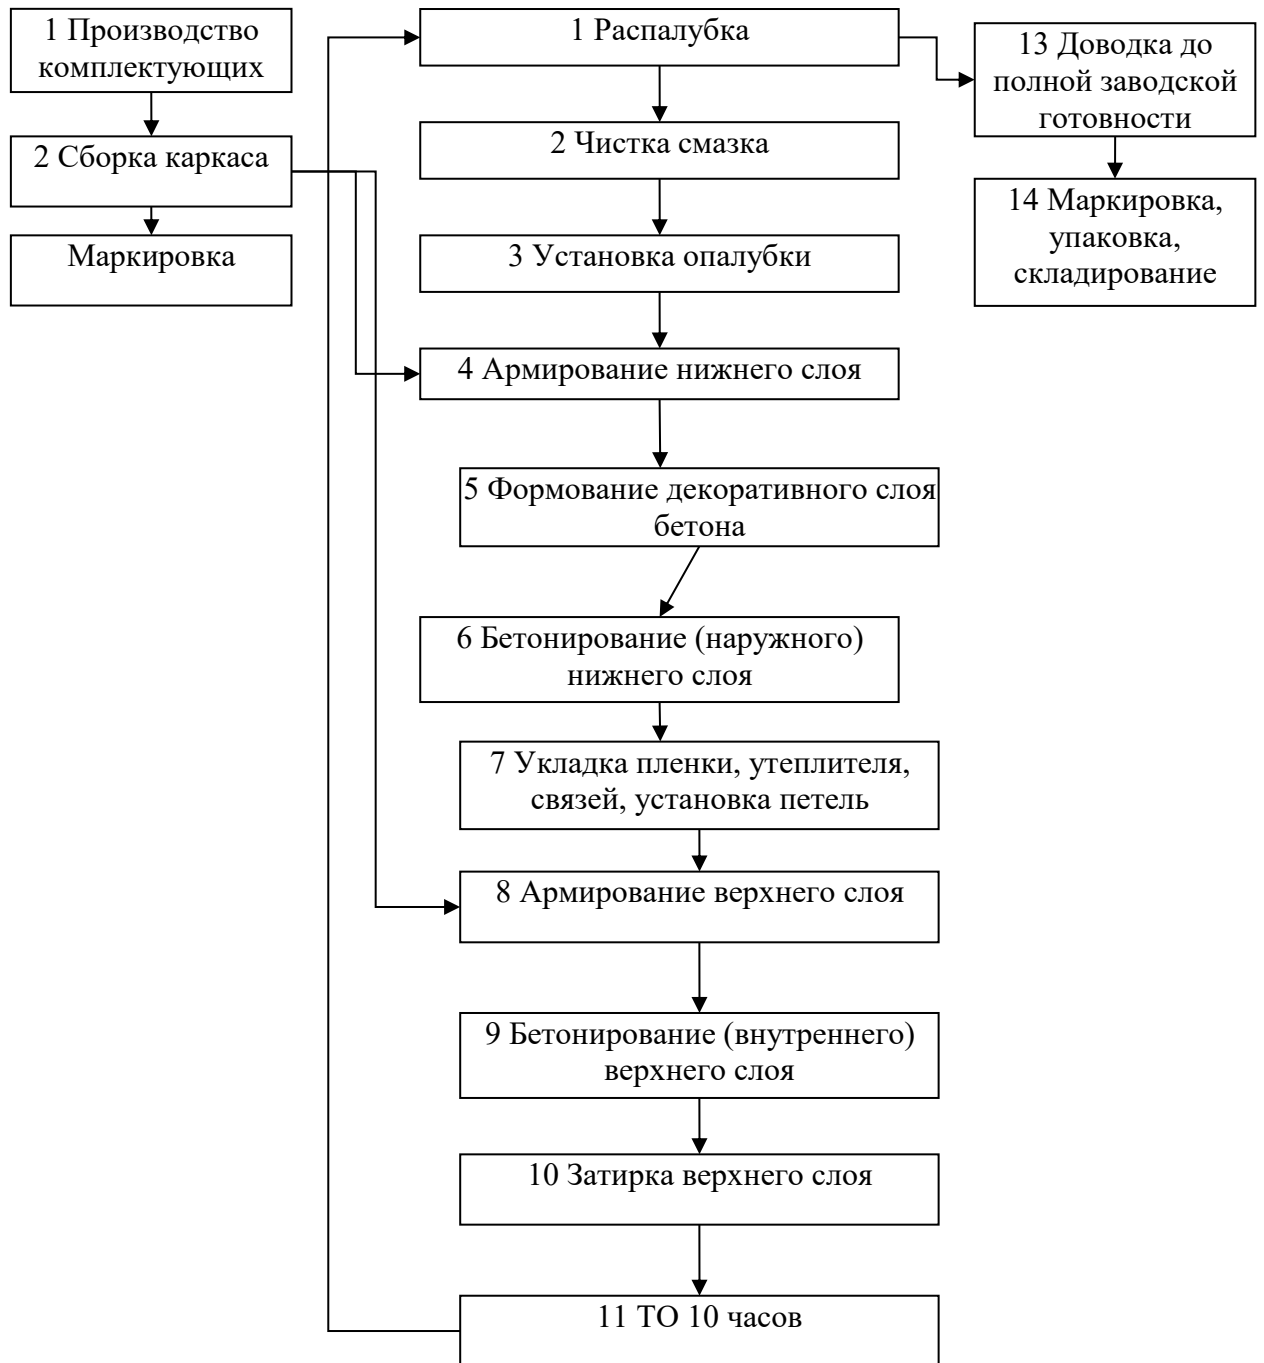 1 Производство
комплектующих
2 Сборка каркаса
Маркировка
1 Распалубка
2 Чистка смазка
3 Установка опалубки
4 Армирование нижнего слоя
5 Формование декоративного слоя
бетона
6 Бетонирование (наружного)
нижнего слоя
7 Укладка пленки, утеплителя,
связей, установка петель
8 Армирование верхнего слоя
9 Бетонирование (внутреннего)
верхнего слоя
10 Затирка верхнего слоя
11 ТО 10 часов
13 Доводка до
полной заводской
готовности
14 Маркировка,
упаковка,
складирование